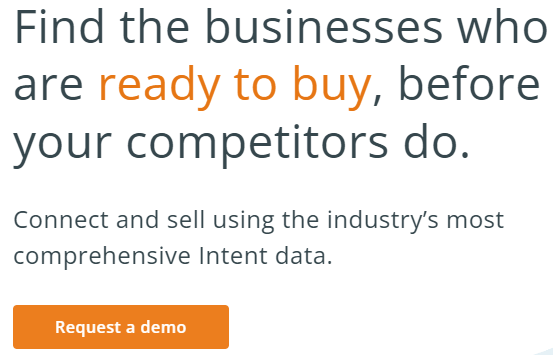 Find the businesses who
are ready to buy, before
your competitors do.
Connect and sell using the industry’s most
comprehensive Intent data.
Request a demo